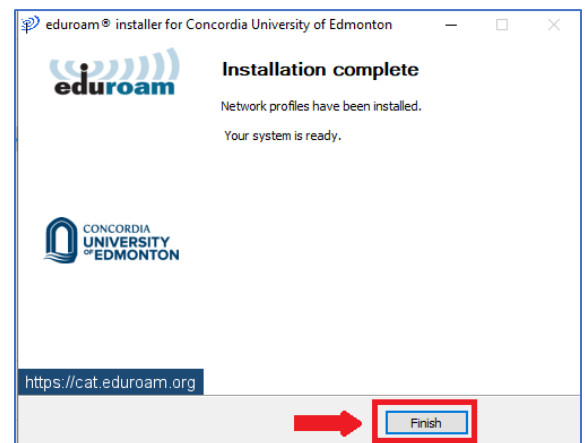 eduroam® installer for Concordia University of Edmonton
eduroam
Installation complete
Network profiles have been installed.
Your system is ready.
CONCORDIA
UNIVERSITY
OF EDMONTON
https://cat.eduroam.org
Finish